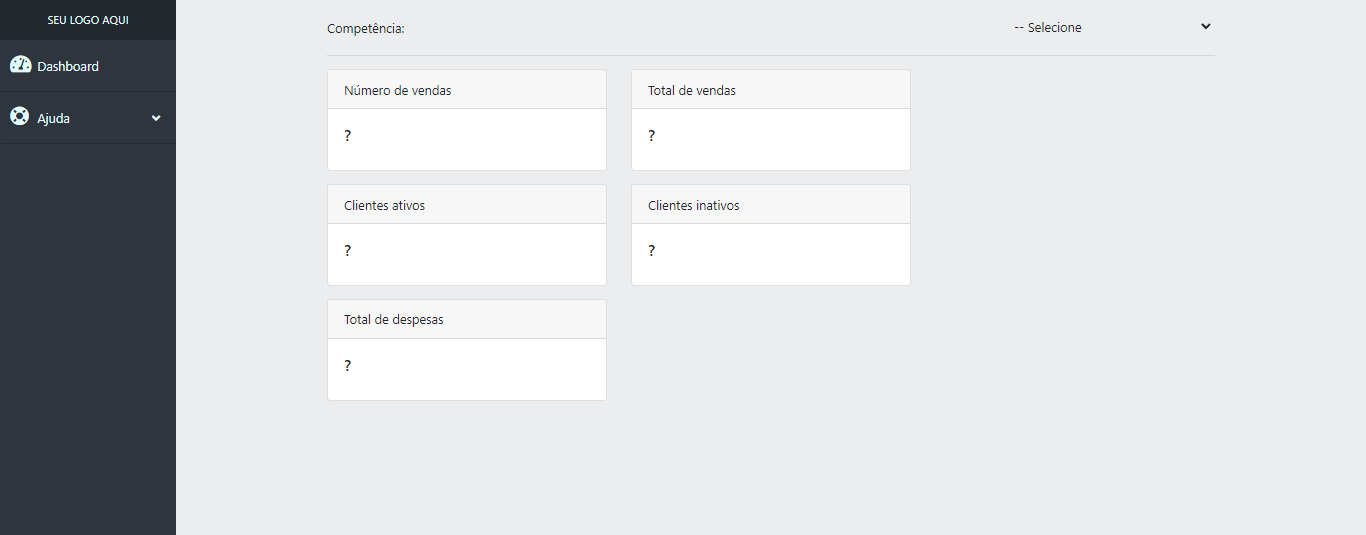 SEU LOGO AQUI
Dashboard
Ajuda
Competência:
-- Selecione
Número de vendas
?
Total de vendas
?
Clientes ativos
?
Clientes inativos
?
Total de despesas
?